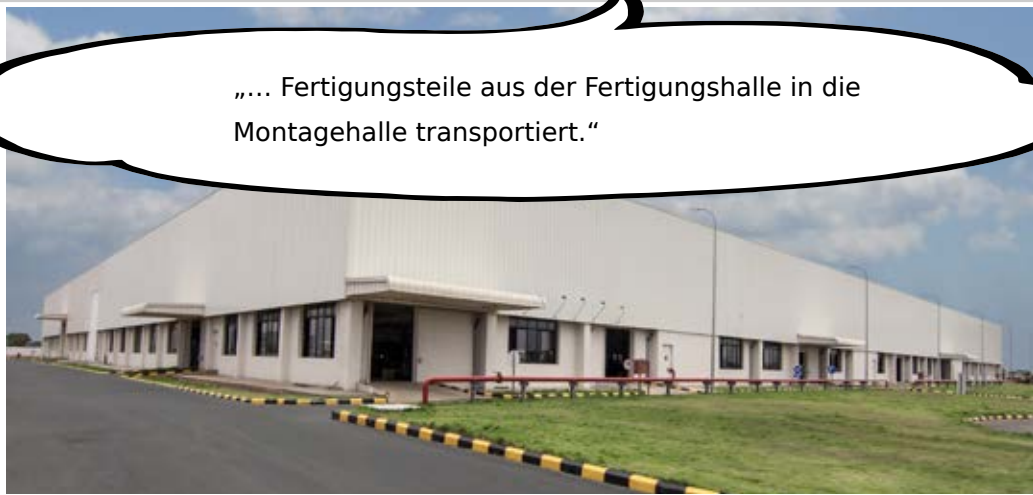 „… Fertigungsteile aus der Fertigungshalle in die
Montagehalle transportiert.“